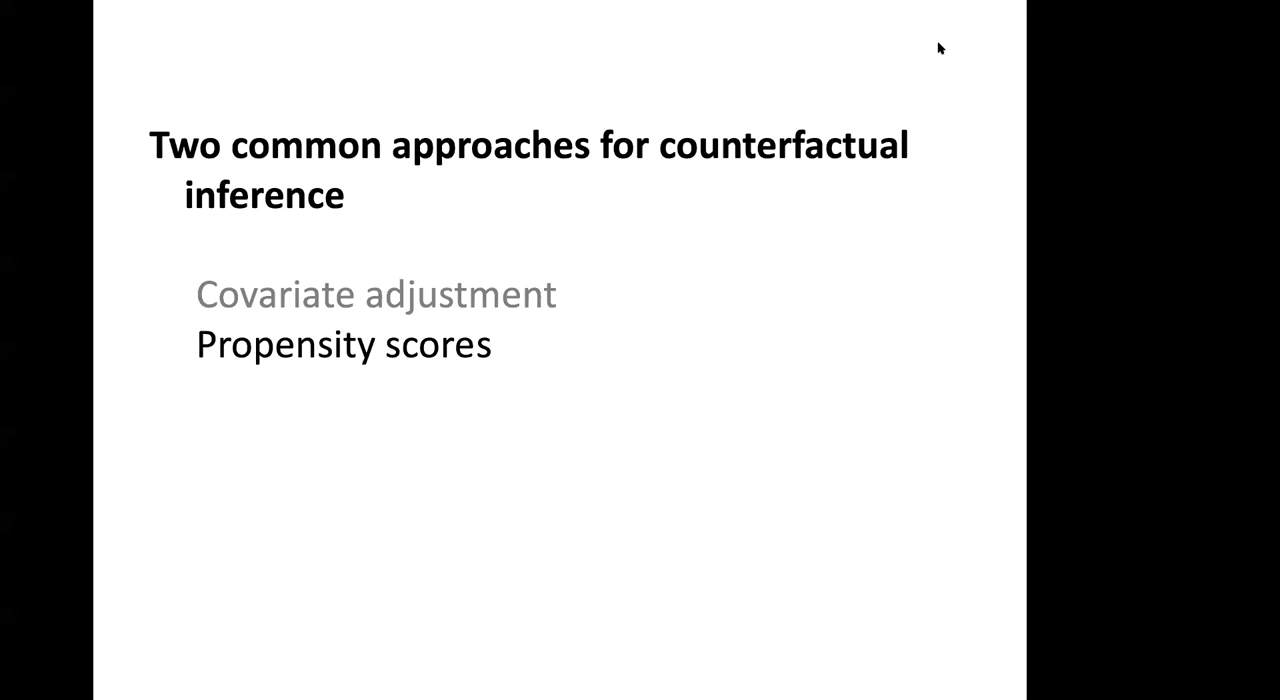 Two common approaches for counterfactual
inference
Covariate adjustment
Propensity scores